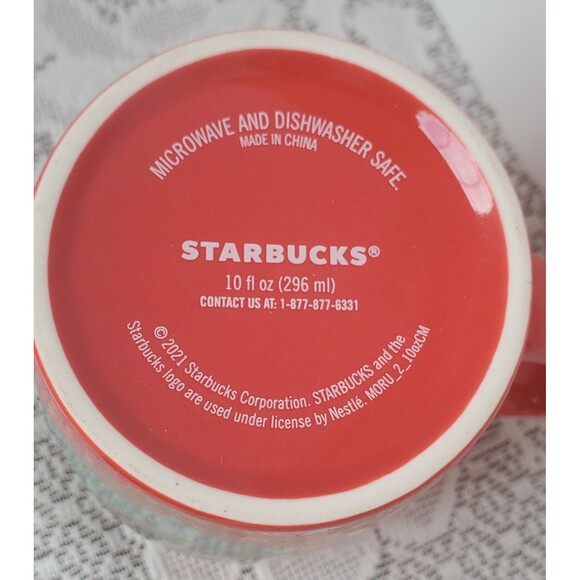 MICROWAVE AND DISHWASHER SAFE.
MADE IN CHINA
STARBUCKS®
10 fl oz (296 ml)
CONTACT US AT: 1-877-877-6331
© 2021 Starbucks Corporation. STARBUCKS and the
Starbucks logo are used under license by Nestlé. MORU_2_10ozCM